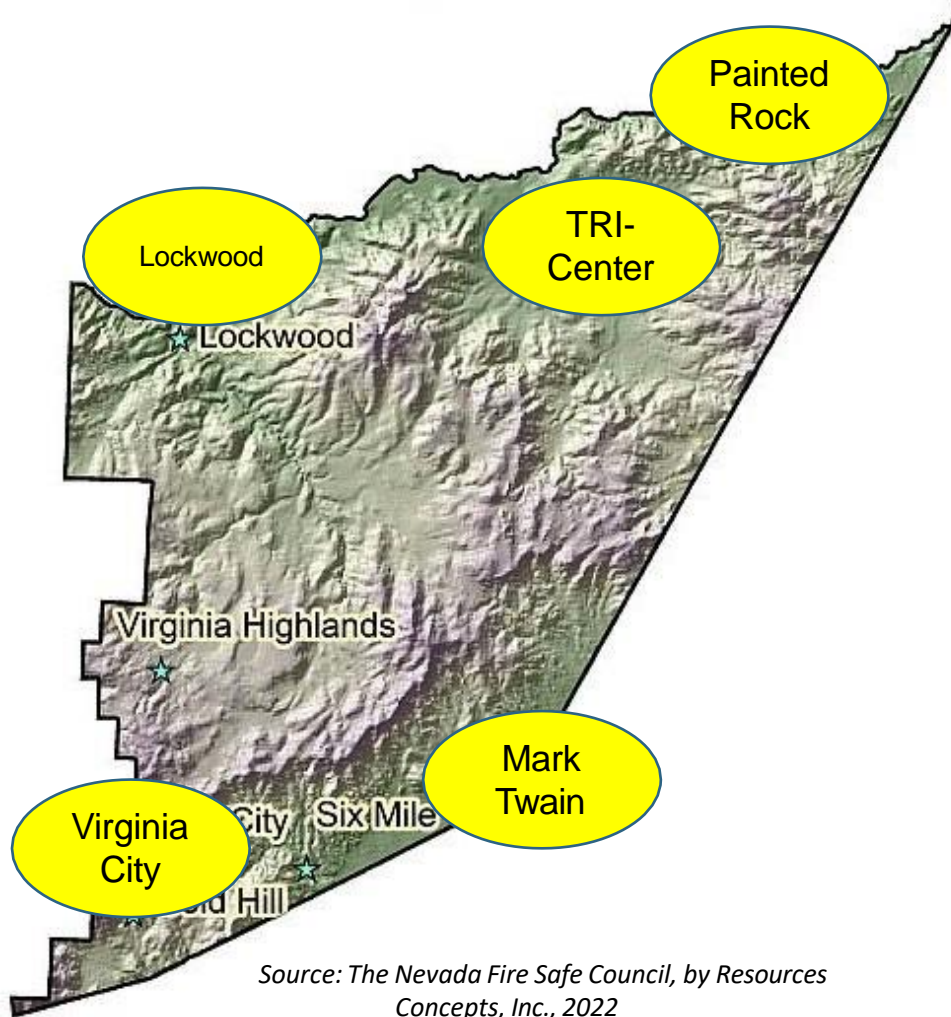 Painted
Rock
TRI-
Center
Lockwood
Lockwood
Virginia Highlands
Mark
Twain
Virginia
City
City
Six Mile
Hill
Source: The Nevada Fire Safe Council, by Resources
Concepts, Inc., 2022